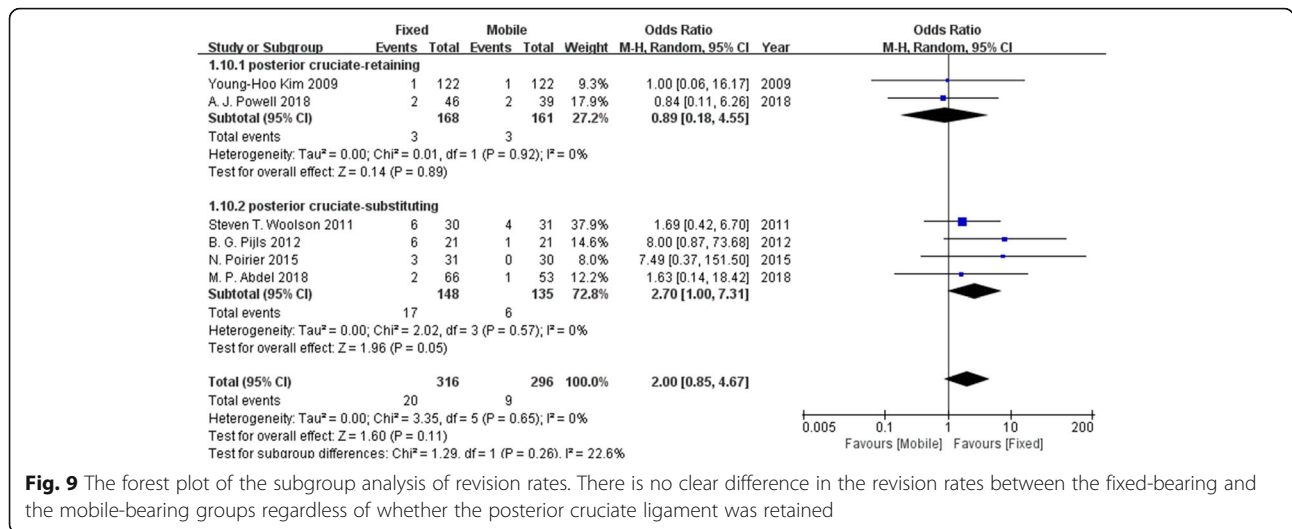 Fixed Mobile Odds Ratio Odds Ratio
Study or Subgroup Events Total Events Total Weight M-H, Random, 95% CI Year M-H, Random, 95% CI
1.10.1 posterior cruciate-retaining
Young-Hoo Kim 2009 1 122 1 122 9.3% 1.00 [0.06, 16.17] 2009
A. J. Powell 2018 2 46 2 39 17.9% 0.84 [0.11, 6.26] 2018
Subtotal (95% CI) 168 161 27.2% 0.89 [0.18, 4.55]
Total events 3 3
Heterogeneity: Tau² = 0.00; Chi² = 0.01, df = 1 (P = 0.92); I² = 0%
Test for overall effect: Z = 0.14 (P = 0.89)
1.10.2 posterior cruciate-substituting
Steven T. Woolson 2011 6 30 4 31 37.9% 1.69 [0.42, 6.70] 2011
B. G. Pijls 2012 6 21 1 21 14.6% 8.00 [0.87, 73.68] 2012
N. Poirier 2015 3 31 0 30 8.0% 7.49 [0.37, 151.50] 2015
M. P. Abdel 2018 2 66 1 53 12.2% 1.63 [0.14, 18.42] 2018
Subtotal (95% CI) 148 135 72.8% 2.70 [1.00, 7.31]
Total events 17 6
Heterogeneity: Tau² = 0.00; Chi² = 2.02, df = 3 (P = 0.57); I² = 0%
Test for overall effect: Z = 1.96 (P = 0.05)
Total (95% CI) 316 296 100.0% 2.00 [0.85, 4.67]
Total events 20 9
Heterogeneity: Tau² = 0.00; Chi² = 3.35, df = 5 (P = 0.65); I² = 0%
Test for overall effect: Z = 1.60 (P = 0.11)
Test for subgroup differences: Chi² = 1.29, df = 1 (P = 0.26), I² = 22.6%
0.005 0.1 1 10 200
Favours [Mobile] Favours [Fixed]
Fig. 9 The forest plot of the subgroup analysis of revision rates. There is no clear difference in the revision rates between the fixed-bearing and
the mobile-bearing groups regardless of whether the posterior cruciate ligament was retained